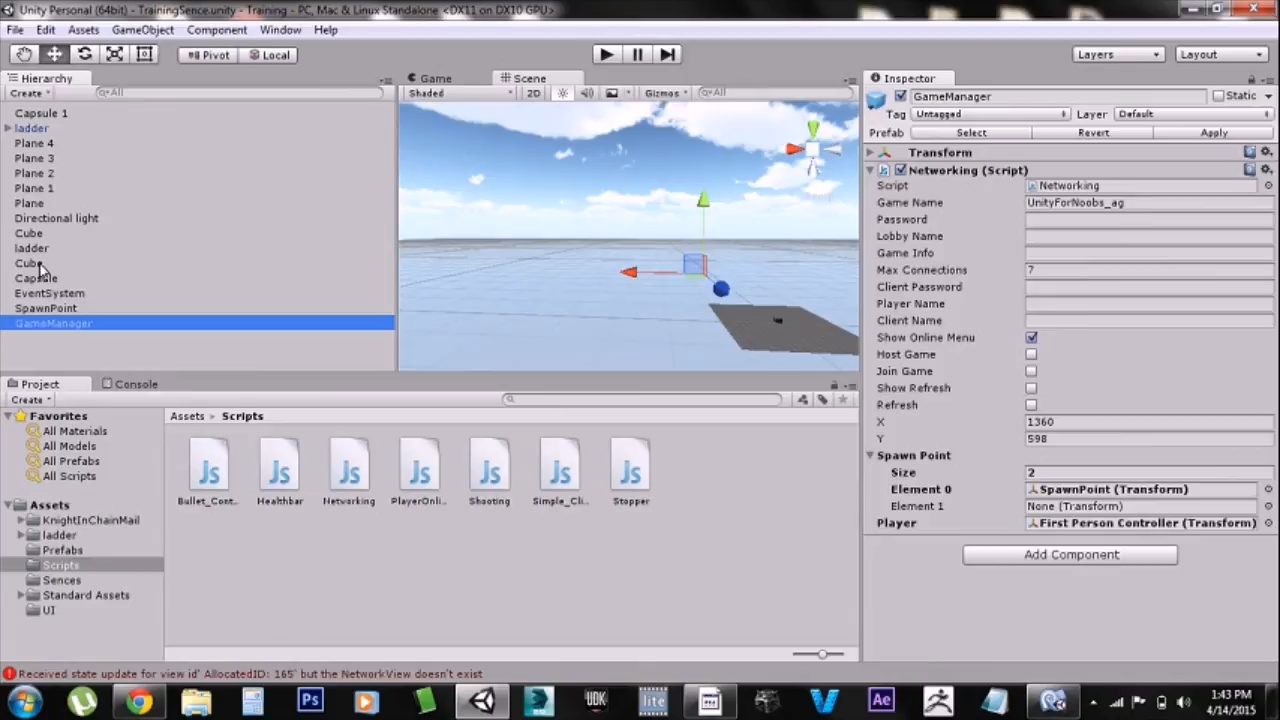 Unity Personal (64bit) - TrainingSence.unity - Training - PC, Mac & Linux Standalone <DX11 on DX10 GPU>
File Edit Assets GameObject Component Window Help
Pivot Local Layers Layout
Hierarchy
Create All
Capsule 1
ladder
Plane 4
Plane 3
Plane 2
Plane 1
Plane
Directional light
Cube
ladder
Cube
Capsule
EventSystem
SpawnPoint
GameManager
Game Scene
Shaded 2D Gizmos All
Inspector
GameManager Static
Tag Untagged Layer Default
Prefab Select Revert Apply
Transform
Networking (Script)
Script Networking
Game Name UnityForNoobs_ag
Password
Lobby Name
Game Info
Max Connections 7
Client Password
Player Name
Client Name
Show Online Menu
Host Game
Join Game
Show Refresh
Refresh
X 1360
Y 598
Spawn Point
Size 2
Element 0 SpawnPoint (Transform)
Element 1 None (Transform)
Player First Person Controller (Transform)
Add Component
Project Console
Create
Favorites
All Materials
All Models
All Prefabs
All Scripts
Assets
KnightInChainMail
ladder
Prefabs
Scripts
Sences
Standard Assets
UI
Assets > Scripts
Js Js Js Js Js Js Js
Bullet_Cont... Healthbar Networking PlayerOnli... Shooting Simple_Cli... Stopper
Received state update for view id' AllocatedID: 165' but the NetworkView doesn't exist
Ps UDK lite Ae
1:43 PM
4/14/2015